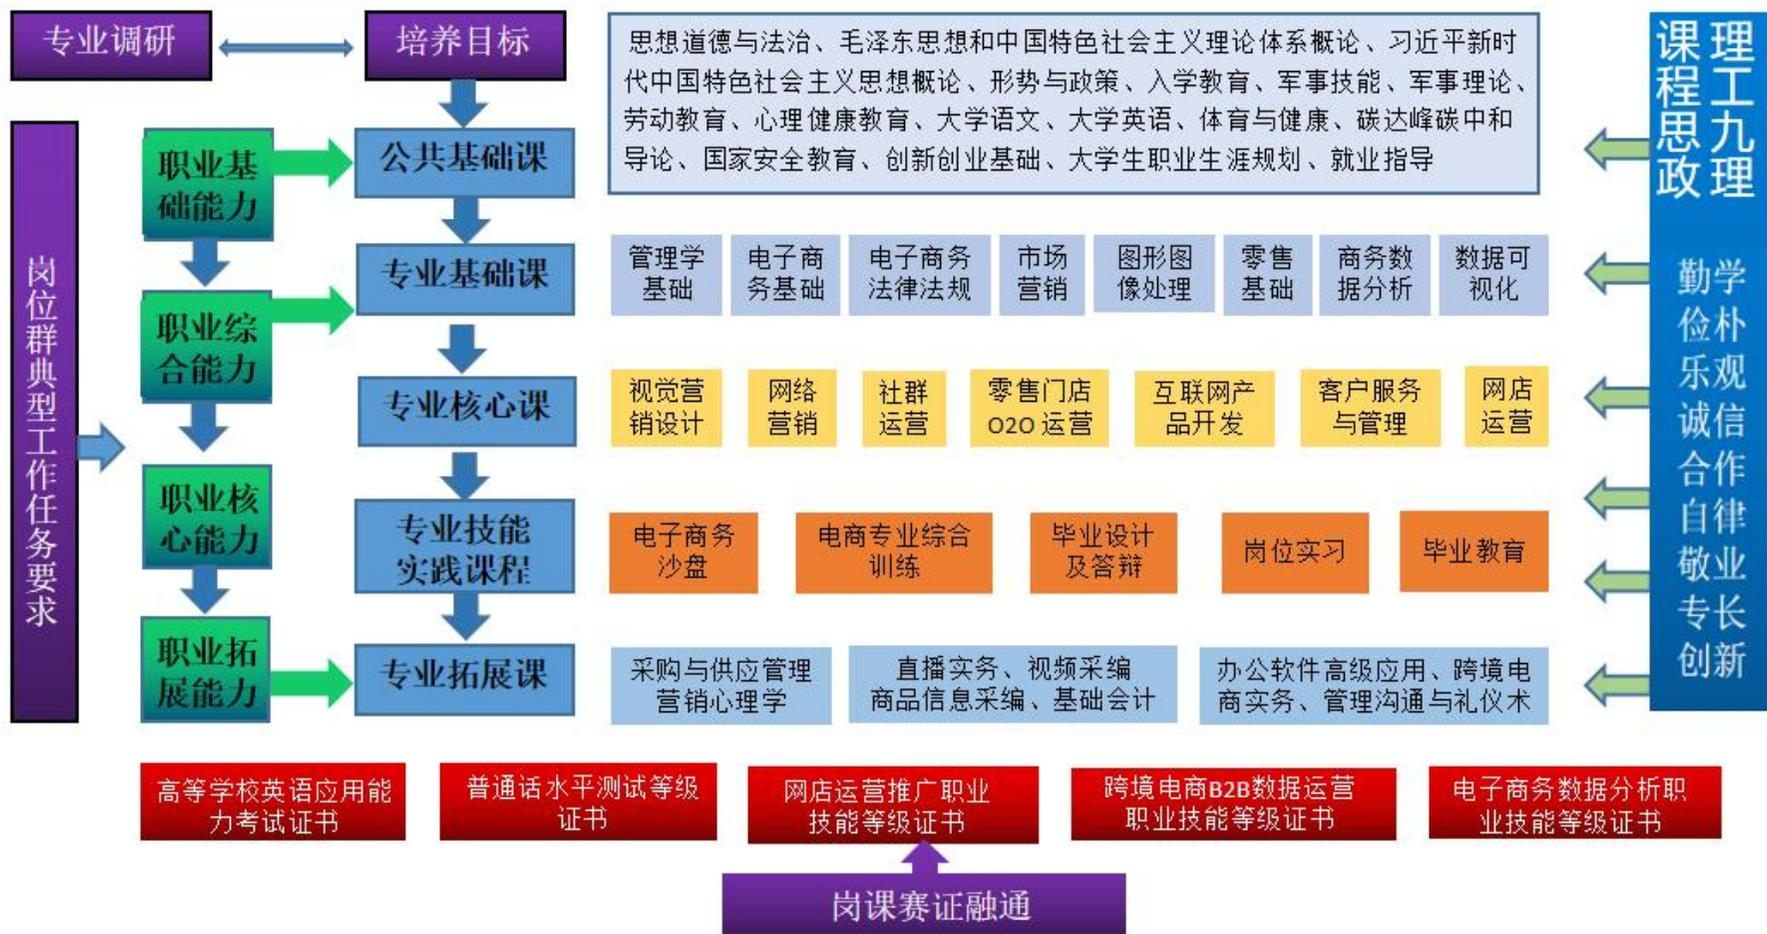 专业调研
培养目标
思想道德与法治、毛泽东思想和中国特色社会主义理论体系概论、习近平新时
代中国特色社会主义思想概论、形势与政策、入学教育、军事技能、军事理论、
劳动教育、心理健康教育、大学语文、大学英语、体育与健康、碳达峰碳中和
导论、国家安全教育、创新创业基础、大学生职业生涯规划、就业指导
岗位群典型工作任务要求
职业基
础能力
职业综
合能力
职业核
心能力
职业拓
展能力
公共基础课
专业基础课
专业核心课
专业技能
实践课程
专业拓展课
管理学
基础
电子商
务基础
电子商务
法律法规
市场
营销
图形图
像处理
零售
基础
商务数
据分析
数据可
视化
视觉营
销设计
网络
营销
社群
运营
零售门店
O2O 运营
互联网产
品开发
客户服务
与管理
网店
运营
电子商务
沙盘
电商专业综合
训练
毕业设计
及答辩
岗位实习
毕业教育
采购与供应管理
营销心理学
直播实务、视频采编
商品信息采编、基础会计
办公软件高级应用、跨境电
商实务、管理沟通与礼仪术
理工九理
课程思政
勤学
俭朴
乐观
诚信
合作
自律
敬业
专长
创新
高等学校英语应用能
力考试证书
普通话水平测试等级
证书
网店运营推广职业
技能等级证书
跨境电商B2B数据运营
职业技能等级证书
电子商务数据分析职
业技能等级证书
岗课赛证融通